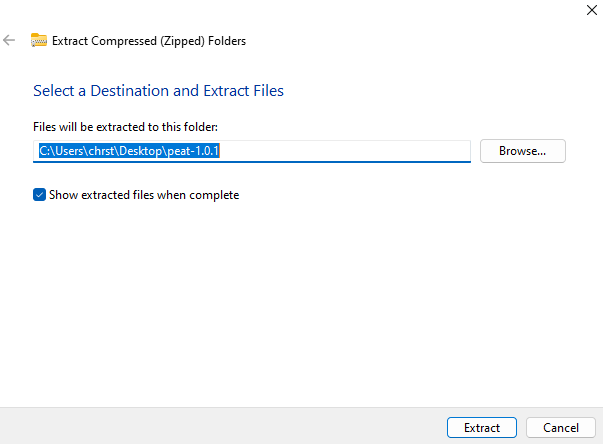 Extract Compressed (Zipped) Folders
Select a Destination and Extract Files
Files will be extracted to this folder:
C:\Users\chrst\Desktop\peat-1.0.1
Browse...
Show extracted files when complete
Extract
Cancel